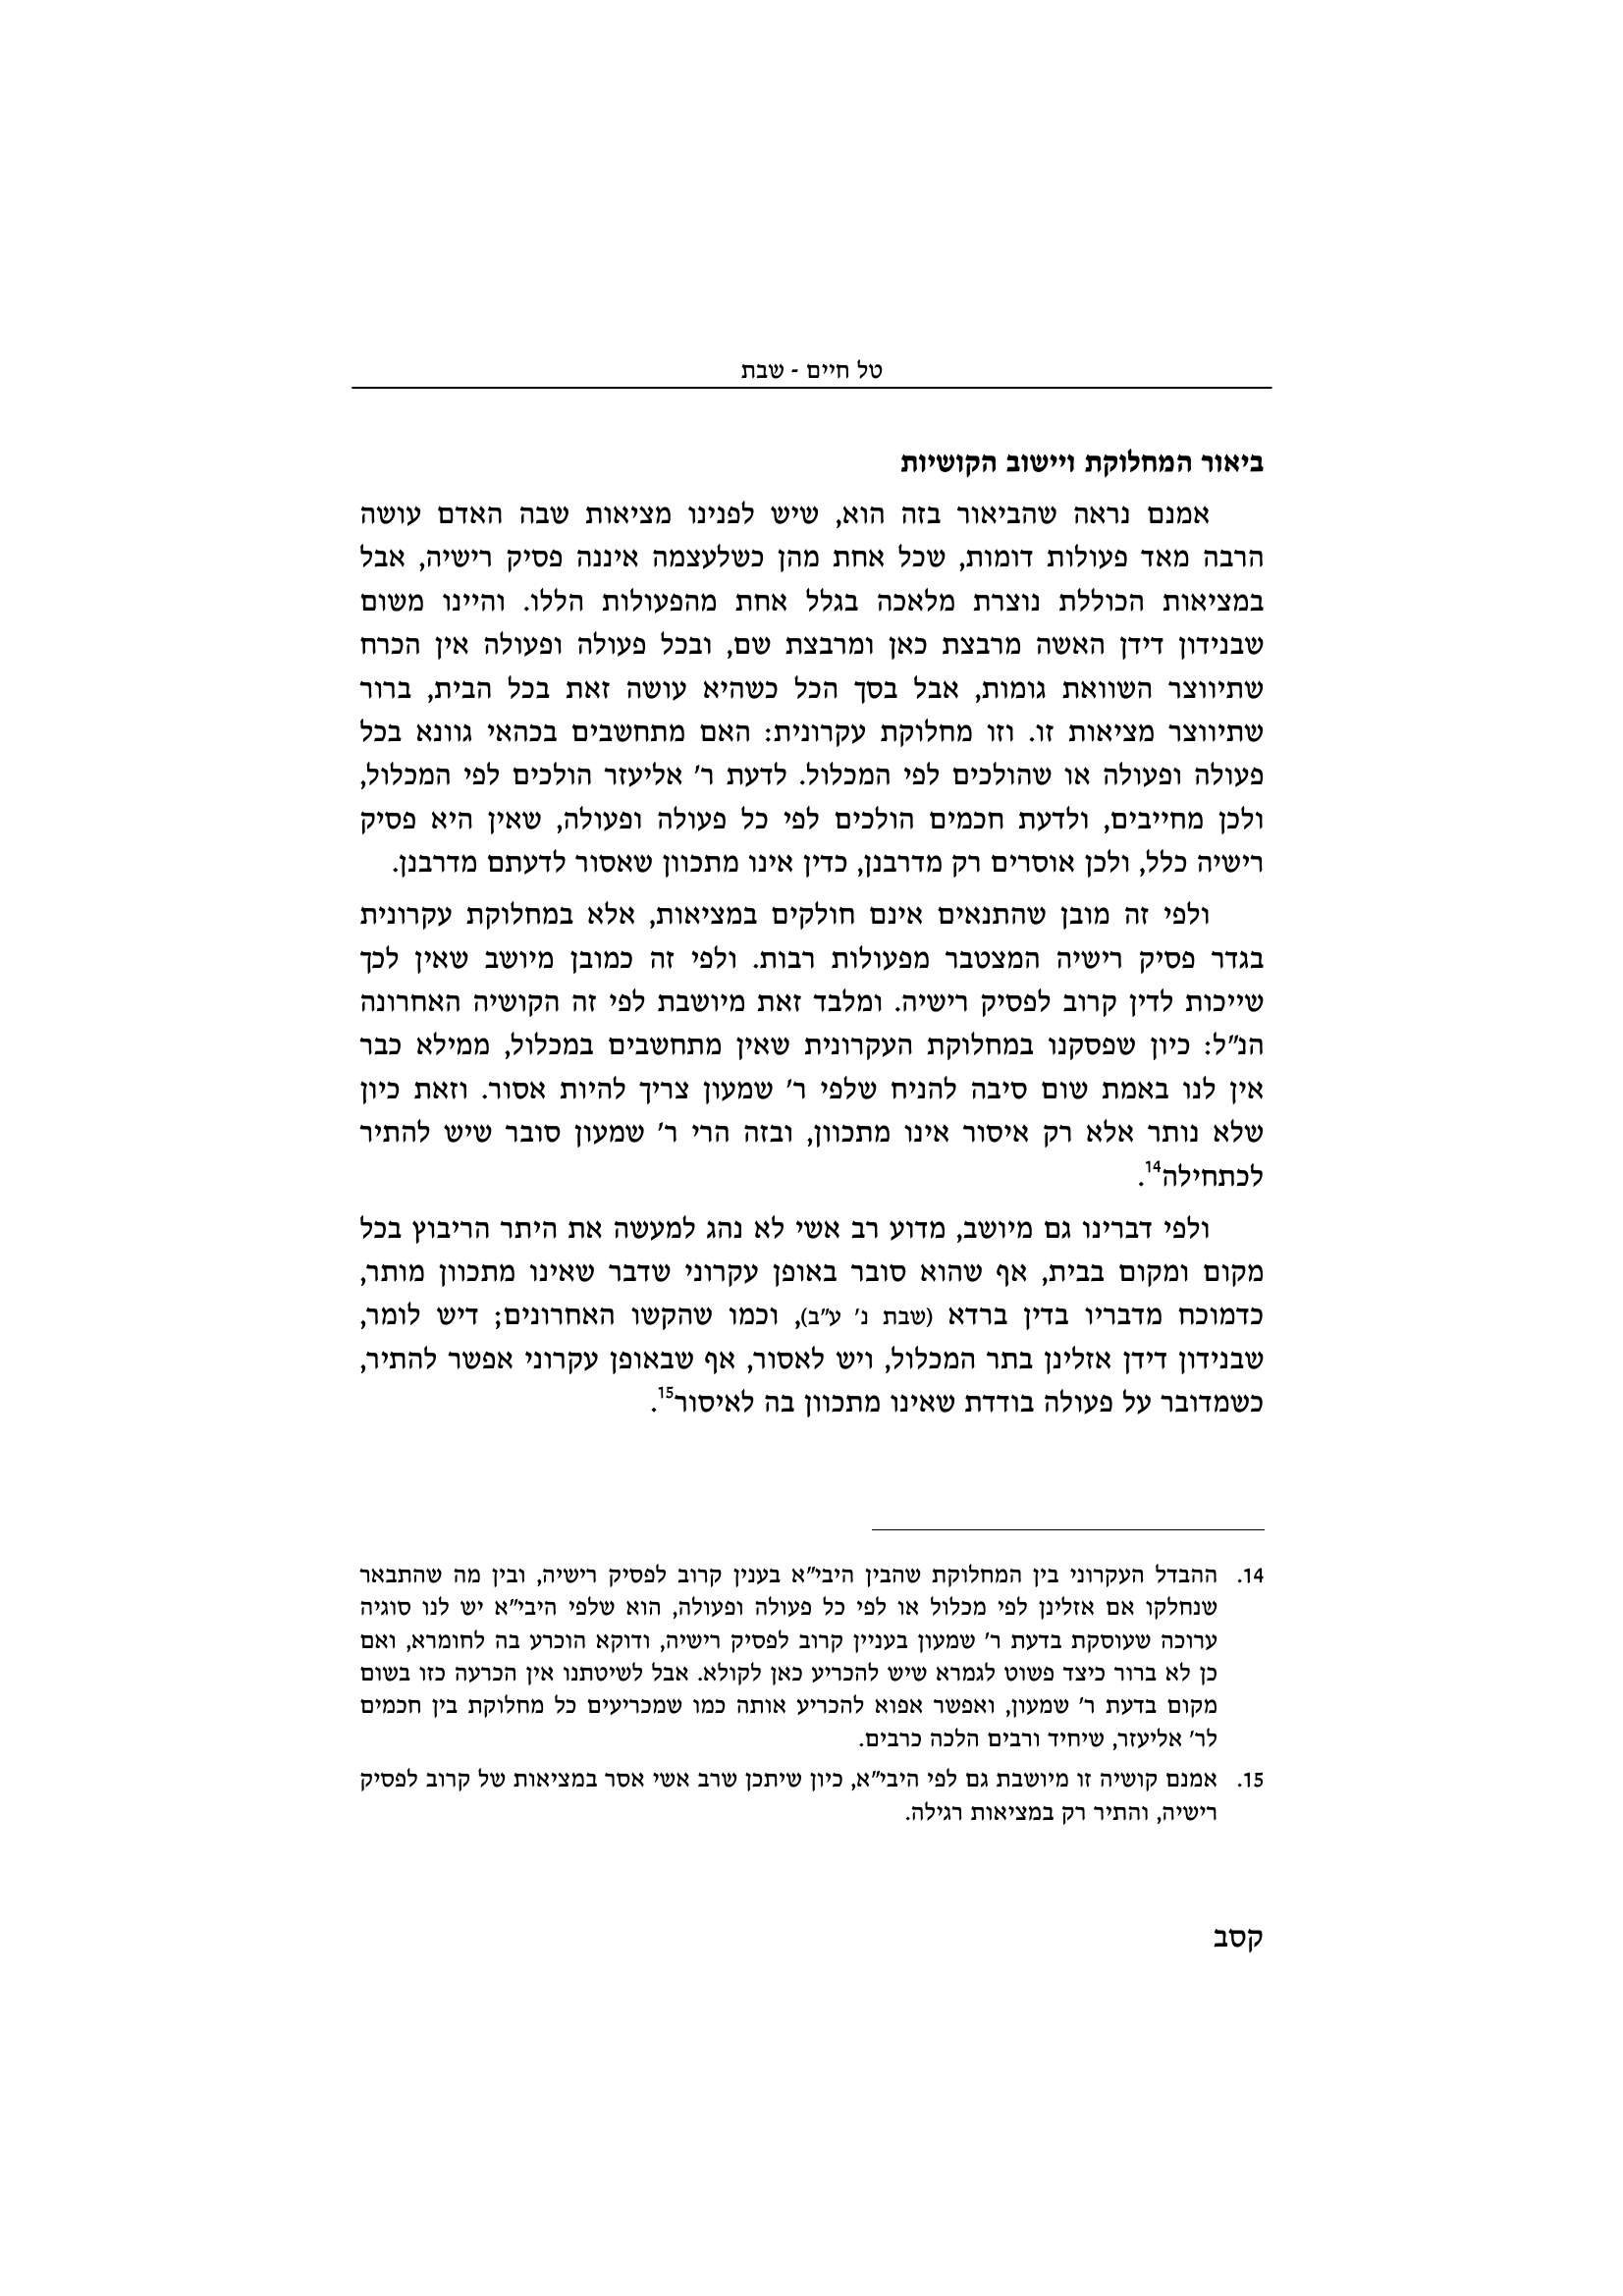 טל חיים - שבת
ביאור המחלוקת ויישוב הקושיות
אמנם נראה שהביאור בזה הוא, שיש לפנינו מציאות שבה האדם עושה
הרבה מאד פעולות דומות, שכל אחת מהן כשלעצמה איננה פסיק רישיה, אבל
במציאות הכוללת נוצרת מלאכה בגלל אחת מהפעולות הללו. והיינו משום
שבנידון דידן האשה מרבצת כאן ומרבצת שם, ובכל פעולה ופעולה אין הכרח
שתיווצר השוואת גומות, אבל בסך הכל כשהיא עושה זאת בכל הבית, ברור
שתיווצר מציאות זו. וזו מחלוקת עקרונית: האם מתחשבים בכהאי גוונא בכל
פעולה ופעולה או שהולכים לפי המכלול. לדעת ר' אליעזר הולכים לפי המכלול,
ולכן מחייבים, ולדעת חכמים הולכים לפי כל פעולה ופעולה, שאין היא פסיק
רישיה כלל, ולכן אוסרים רק מדרבנן, כדין אינו מתכוון שאסור לדעתם מדרבנן.
ולפי זה מובן שהתנאים אינם חולקים במציאות, אלא במחלוקת עקרונית
בגדר פסיק רישיה המצטבר מפעולות רבות. ולפי זה כמובן מיושב שאין לכך
שייכות לדין קרוב לפסיק רישיה. ומלבד זאת מיושבת לפי זה הקושיה האחרונה
הנ"ל: כיון שפסקנו במחלוקת העקרונית שאין מתחשבים במכלול, ממילא כבר
אין לנו באמת שום סיבה להניח שלפי ר' שמעון צריך להיות אסור. וזאת כיון
שלא נותר אלא רק איסור אינו מתכוון, ובזה הרי ר' שמעון סובר שיש להתיר
לכתחילה14.
ולפי דברינו גם מיושב, מדוע רב אשי לא נהג למעשה את היתר הריבוץ בכל
מקום ומקום בבית, אף שהוא סובר באופן עקרוני שדבר שאינו מתכוון מותר,
כדמוכח מדבריו בדין ברדא (שבת נ' ע"ב), וכמו שהקשו האחרונים; דיש לומר,
שבנידון דידן אזלינן בתר המכלול, ויש לאסור, אף שבאופן עקרוני אפשר להתיר,
כשמדובר על פעולה בודדת שאינו מתכוון בה לאיסור15.
14. ההבדל העקרוני בין המחלוקת שהבין היבי"א בענין קרוב לפסיק רישיה, ובין מה שהתבאר
שנחלקו אם אזלינן לפי מכלול או לפי כל פעולה ופעולה, הוא שלפי היבי"א יש לנו סוגיה
ערוכה שעוסקת בדעת ר' שמעון בעניין קרוב לפסיק רישיה, ודוקא הוכרע בה לחומרא, ואם
כן לא ברור כיצד פשוט לגמרא שיש להכריע כאן לקולא. אבל לשיטתנו אין הכרעה כזו בשום
מקום בדעת ר' שמעון, ואפשר אפוא להכריע אותה כמו שמכריעים כל מחלוקת בין חכמים
לר' אליעזר, שיחיד ורבים הלכה כרבים.
15. אמנם קושיה זו מיושבת גם לפי היבי"א, כיון שיתכן שרב אשי אסר במציאות של קרוב לפסיק
רישיה, והתיר רק במציאות רגילה.
קסב